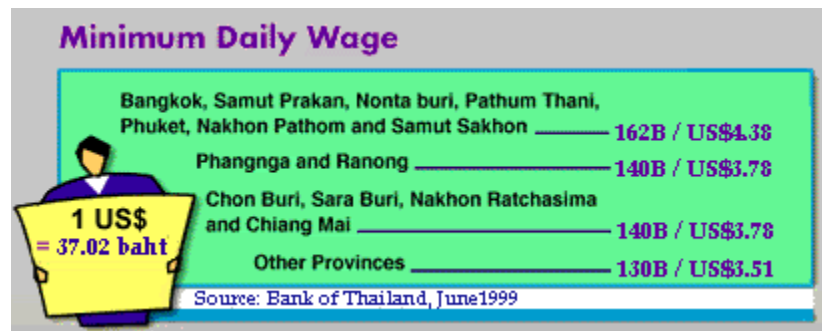 Minimum Daily Wage
Bangkok, Samut Prakan, Nonta buri, Pathum Thani,
Phuket, Nakhon Pathom and Samut Sakhon 162B / US$4.38
Phangnga and Ranong 140B / US$3.78
Chon Buri, Sara Buri, Nakhon Ratchasima
and Chiang Mai 140B / US$3.78
Other Provinces 130B / US$3.51
1 US$
= 37.02 baht
Source: Bank of Thailand, June1999